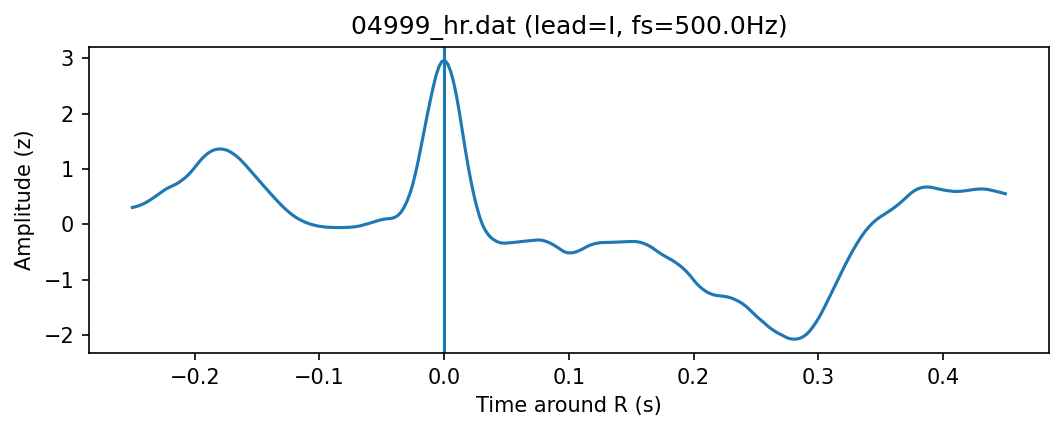 04999_hr.dat (lead=I, fs=500.0Hz)
Amplitude (z)
3
2
1
0
−1
−2
−0.2 −0.1 0.0 0.1 0.2 0.3 0.4
Time around R (s)